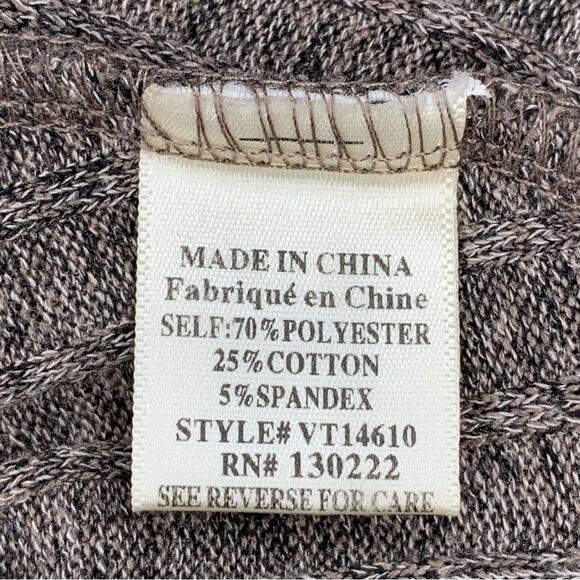 MADE IN CHINA
Fabriqué en Chine
SELF:70%POLYESTER
25%COTTON
5%SPANDEX
STYLE# VT14610
RN# 130222
SEE REVERSE FOR CARE